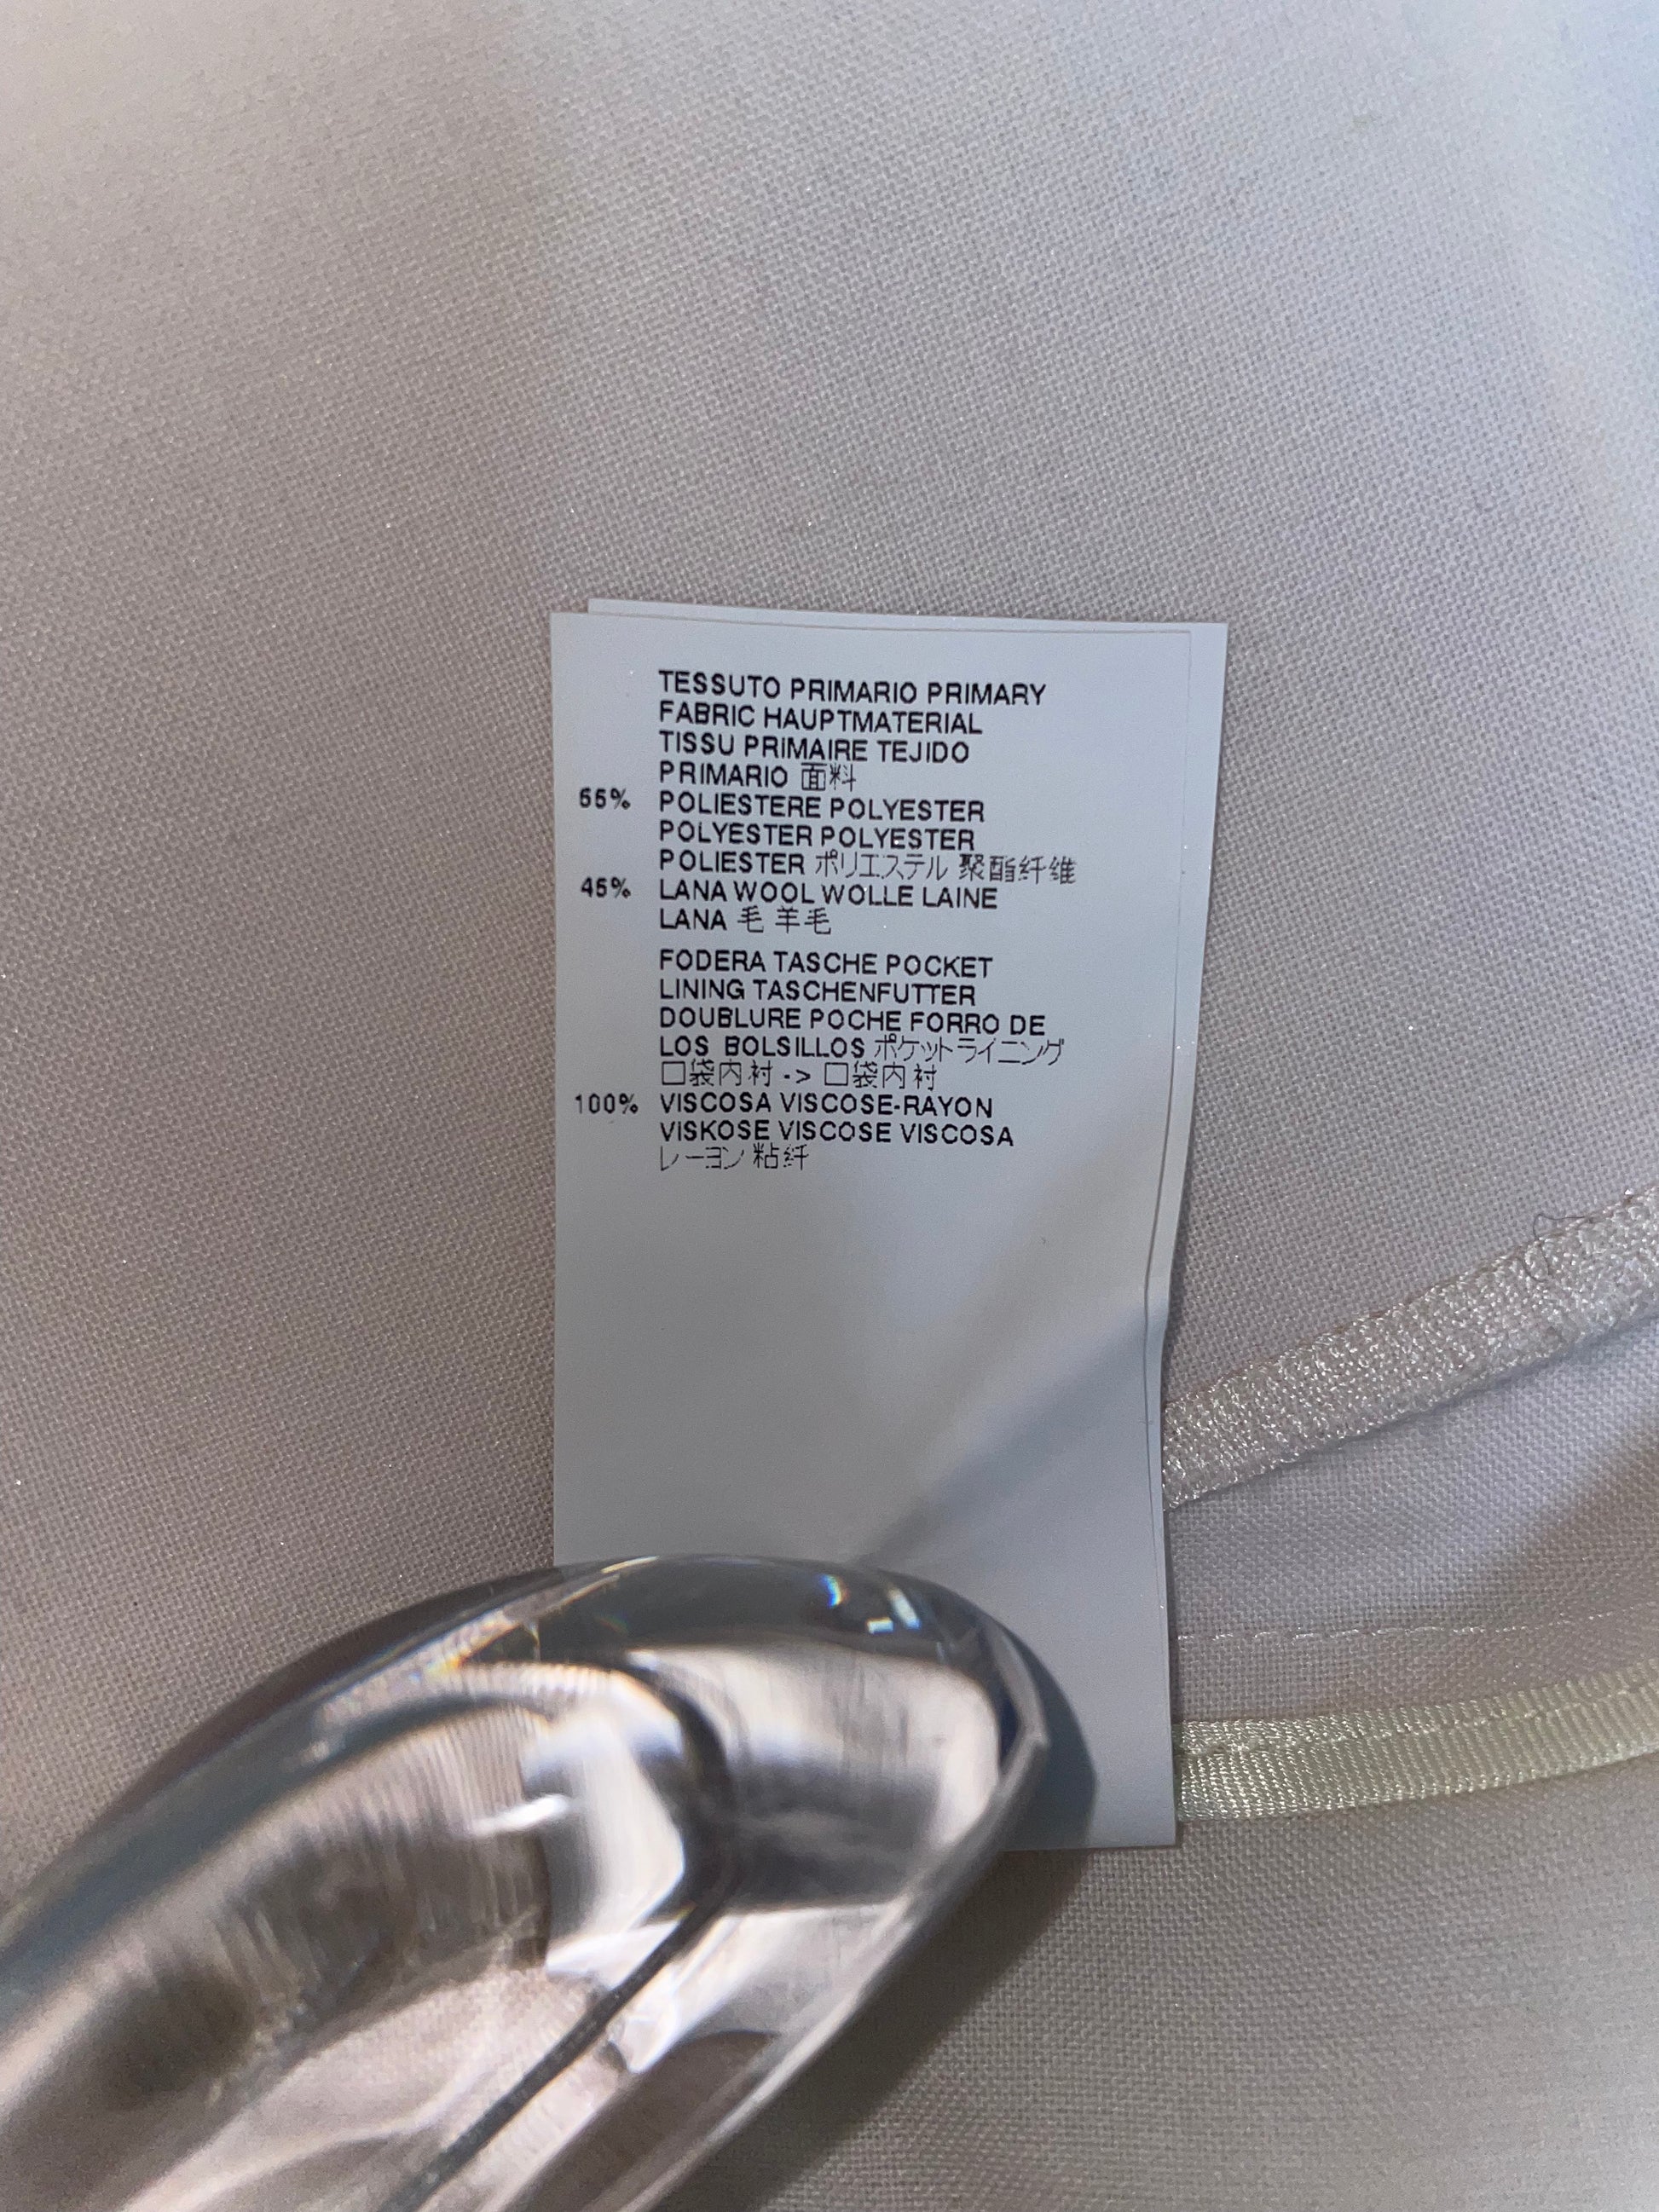 TESSUTO PRIMARIO PRIMARY
FABRIC HAUPTMATERIAL
TISSU PRIMAIRE TEJIDO
PRIMARIO 面料
55% POLIESTERE POLYESTER
POLYESTER POLYESTER
POLIESTER ポリエステル 聚酯纤维
45% LANA WOOL WOLLE LAINE
LANA 毛 羊毛
FODERA TASCHE POCKET
LINING TASCHENFUTTER
DOUBLURE POCHE FORRO DE
LOS BOLSILLOS ポケットライニング
口袋内衬 -> 口袋内衬
100% VISCOSA VISCOSE-RAYON
VISKOSE VISCOSE VISCOSA
レーヨン 粘纤